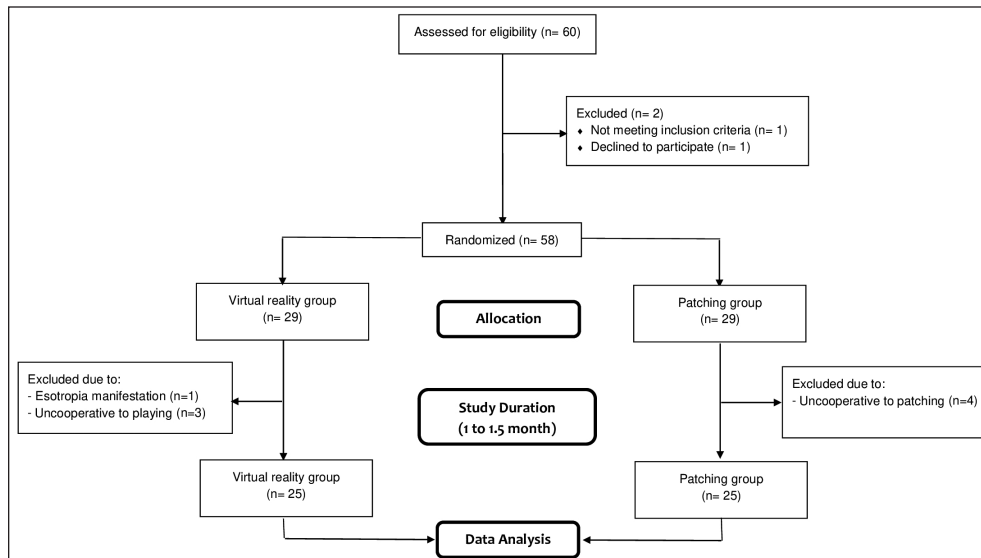 Assessed for eligibility (n= 60)
Excluded (n= 2)
♦ Not meeting inclusion criteria (n= 1)
♦ Declined to participate (n= 1)
Randomized (n= 58)
Virtual reality group
(n= 29)
Allocation
Patching group
(n= 29)
Excluded due to:
- Esotropia manifestation (n=1)
- Uncooperative to playing (n=3)
Study Duration
(1 to 1.5 month)
Excluded due to:
- Uncooperative to patching (n=4)
Virtual reality group
(n= 25)
Patching group
(n= 25)
Data Analysis